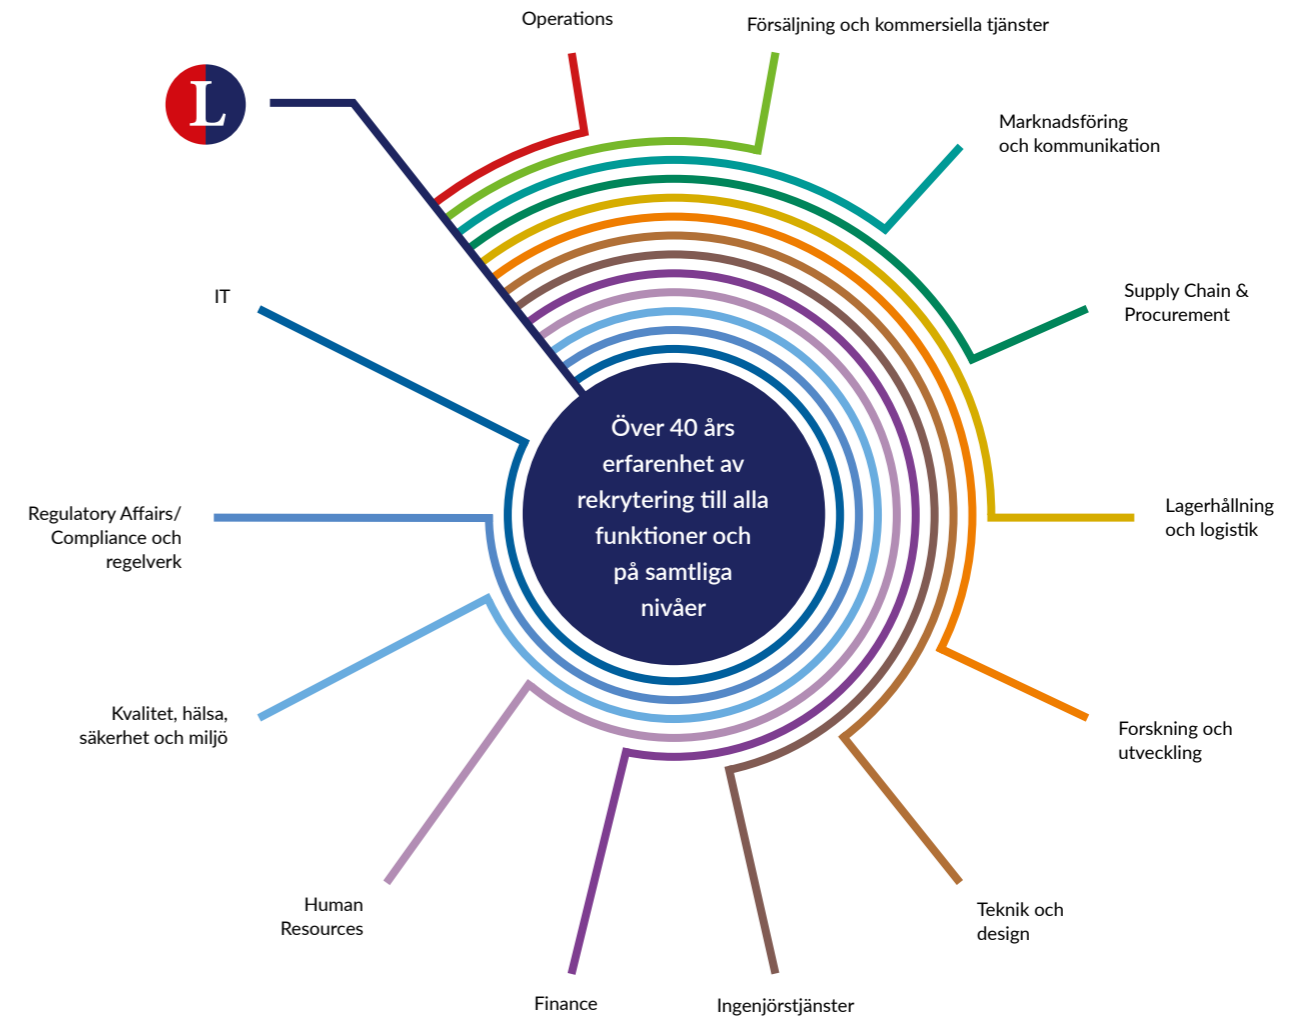 Operations
Försäljning och kommersiella tjänster
L
Marknadsföring
och kommunikation
Supply Chain &
Procurement
IT
Över 40 års
erfarenhet av
rekrytering till alla
funktioner och
på samtliga
nivåer
Lagerhållning
och logistik
Regulatory Affairs/
Compliance och
regelverk
Kvalitet, hälsa,
säkerhet och miljö
Forskning och
utveckling
Human
Resources
Teknik och
design
Finance
Ingenjörstjänster